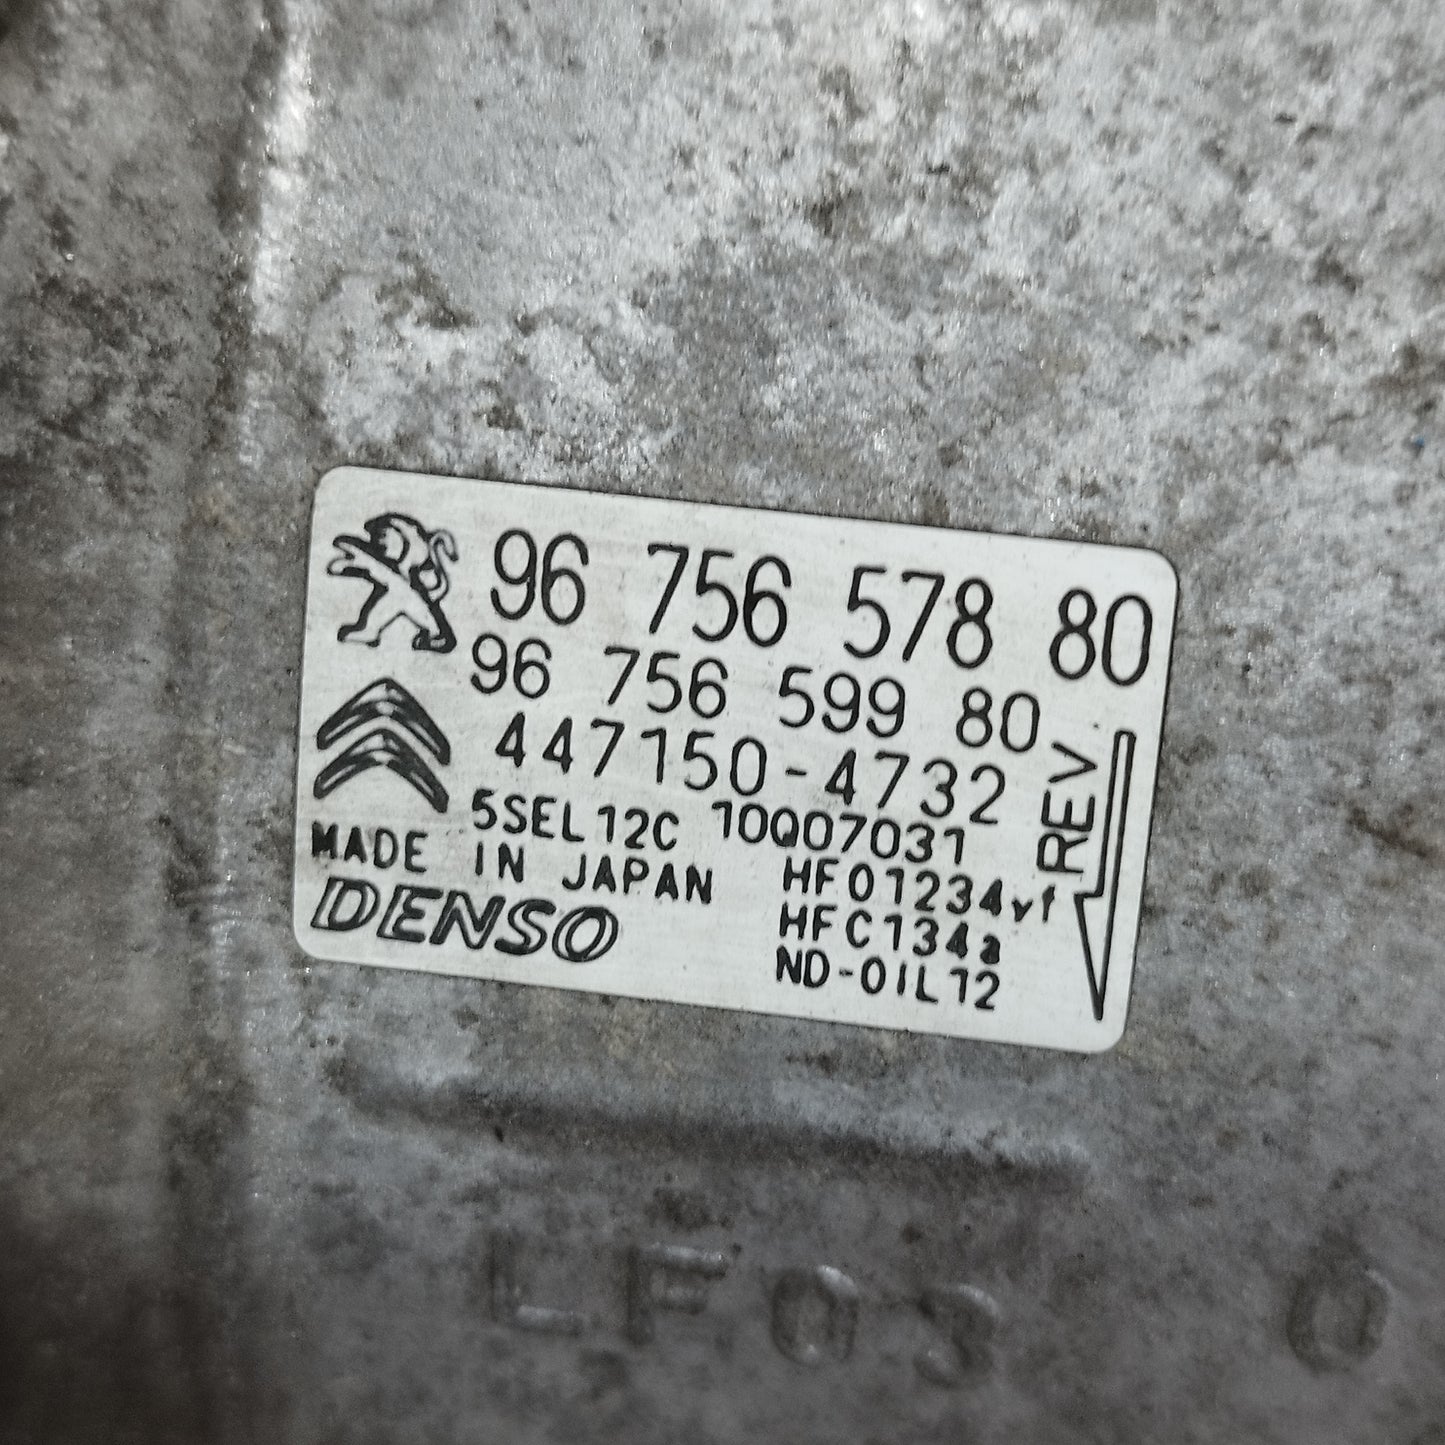 96 756 578 80
96 756 599 80
447150-4732
5SEL12C 10Q07031
MADE IN JAPAN
DENSO
HF01234yf
HFC134a
ND-OIL12
REV.
LF03 0